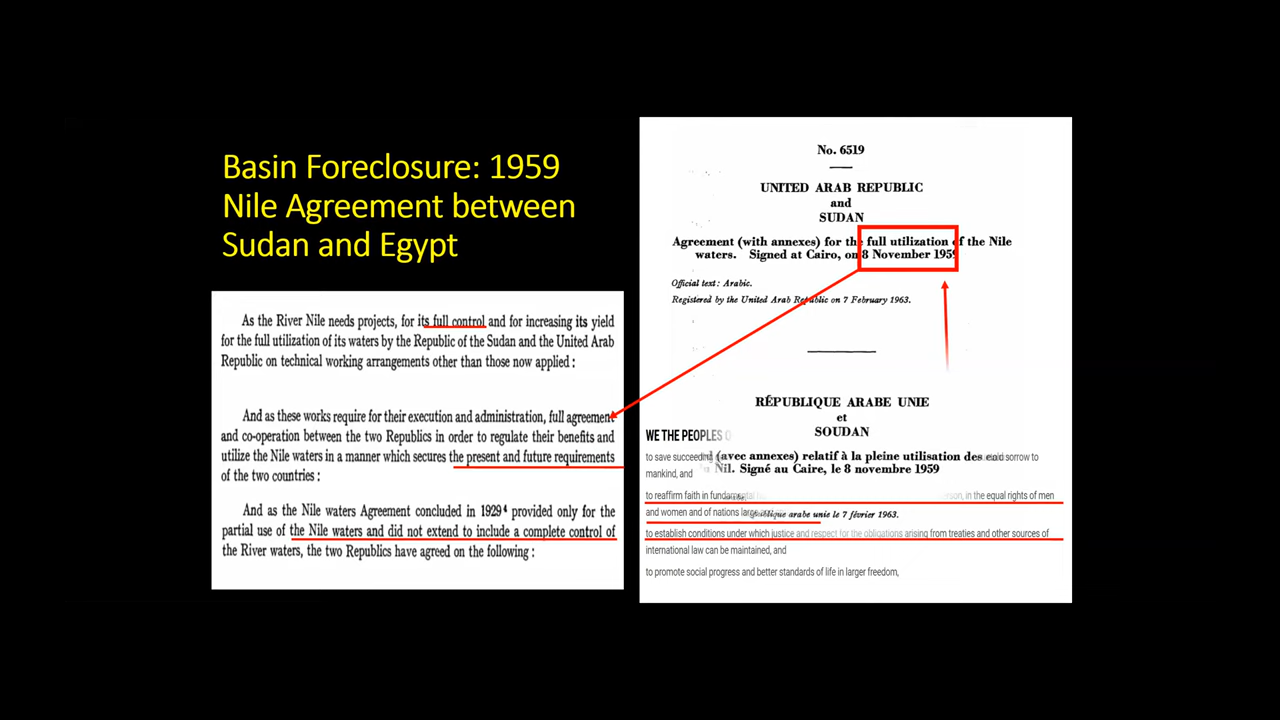 Basin Foreclosure: 1959
Nile Agreement between
Sudan and Egypt
As the River Nile needs projects, for its full control and for increasing its yield
for the full utilization of its waters by the Republic of the Sudan and the United Arab
Republic on technical working arrangements other than those now applied :
And as these works require for their execution and administration, full agreement
and co-operation between the two Republics in order to regulate their benefits and
utilize the Nile waters in a manner which secures the present and future requirements
of the two countries :
And as the Nile waters Agreement concluded in 1929⁴ provided only for the
partial use of the Nile waters and did not extend to include a complete control of
the River waters, the two Republics have agreed on the following :
No. 6519
UNITED ARAB REPUBLIC
and
SUDAN
Agreement (with annexes) for the full utilization of the Nile
waters. Signed at Cairo, on 8 November 1959
Official text : Arabic.
Registered by the United Arab Republic on 7 February 1963.
RÉPUBLIQUE ARABE UNIE
et
SOUDAN
WE THE PEOPLES O
(avec annexes) relatif à la pleine utilisation des eau
to save succeeding sorrow to
Nil. Signé au Caire, le 8 novembre 1959
mankind, and
to reaffirm faith in fundamental in the equal rights of men
and women and of nations large
arabe unie le 7 février 1963.
to establish conditions under which justice and respect for the obligations arising from treaties and other sources of
international law can be maintained, and
to promote social progress and better standards of life in larger freedom,